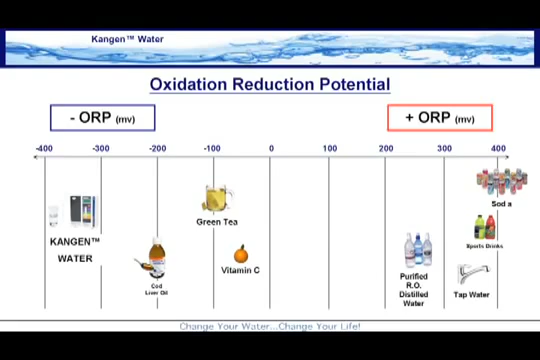 Kangen™ Water
Oxidation Reduction Potential
- ORP (mv)
+ ORP (mv)
-400 -300 -200 -100 0 100 200 300 400
Sod a
Green Tea
Sports Drinks
KANGEN™
WATER
Vitamin C
Cod
Liver Oil
Purified
R.O.
Distilled
Water
Tap Water
Change Your Water...Change Your Life!